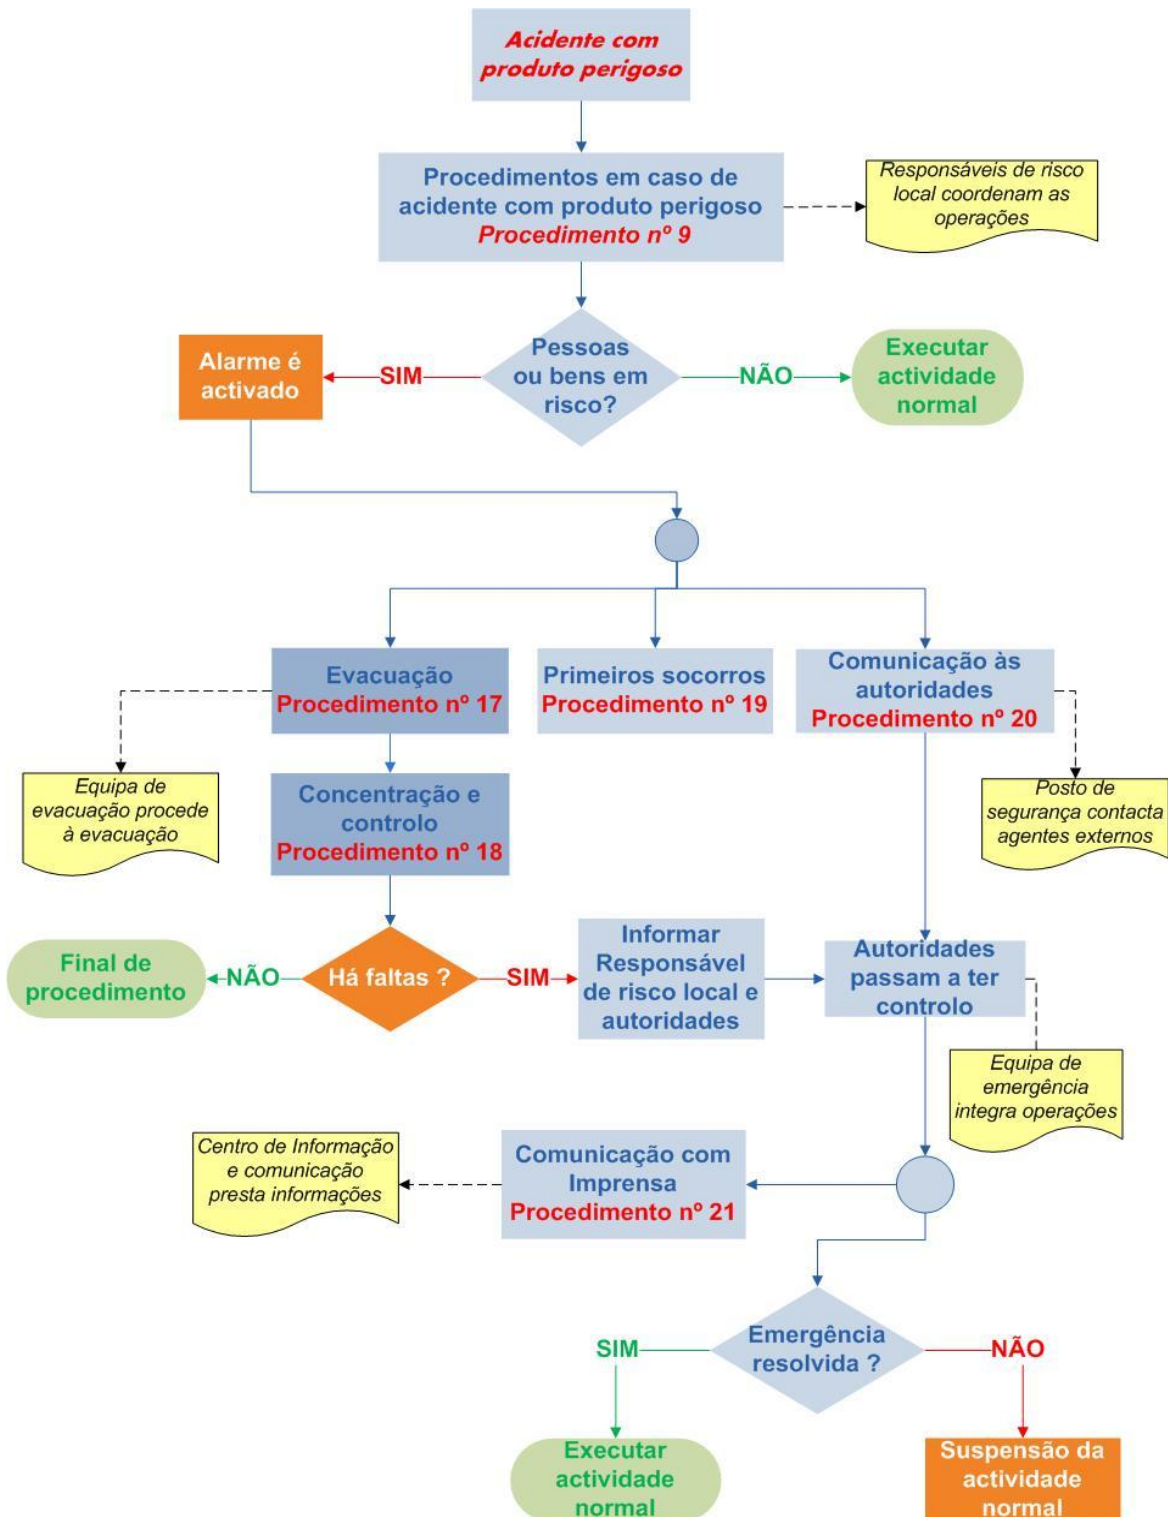 Acidente com
produto perigoso
Procedimentos em caso de
acidente com produto perigoso
Procedimento nº 9
Responsáveis de risco
local coordenam as
operações
Alarme é
activado
SIM
Pessoas
ou bens em
risco?
NÃO
Executar
actividade
normal
Evacuação
Procedimento nº 17
Primeiros socorros
Procedimento nº 19
Comunicação às
autoridades
Procedimento nº 20
Equipa de
evacuação procede
à evacuação
Concentração e
controlo
Procedimento nº 18
Posto de
segurança contacta
agentes externos
Final de
procedimento
NÃO
Há faltas ?
SIM
Informar
Responsável
de risco local e
autoridades
Autoridades
passam a ter
controlo
Equipa de
emergência
integra operações
Centro de Informação
e comunicação
presta informações
Comunicação com
Imprensa
Procedimento nº 21
SIM
Emergência
resolvida ?
NÃO
Executar
actividade
normal
Suspensão da
actividade
normal